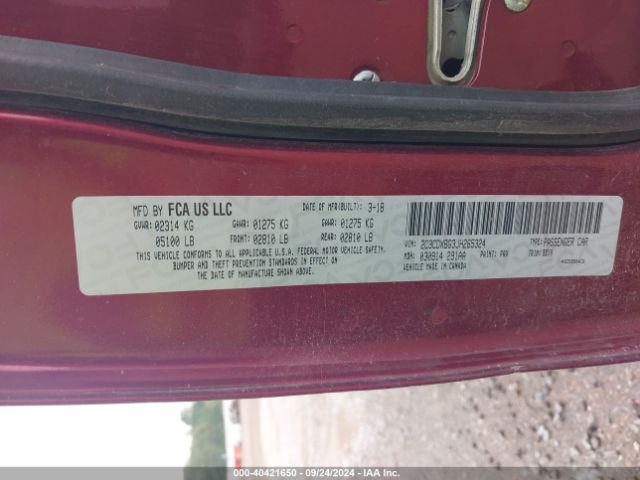 MFD BY FCA US LLC
DATE OF MFR(BUILT): 3-18
GVWR: 02314 KG
GAWR: 01275 KG
GAWR: 01275 KG
05100 LB
FRONT: 02810 LB
REAR: 02810 LB
THIS VEHICLE CONFORMS TO ALL APPLICABLE U.S.A. FEDERAL MOTOR VEHICLE SAFETY,
BUMPER AND THEFT PREVENTION STANDARDS IN EFFECT ON
THE DATE OF MANUFACTURE SHOWN ABOVE.
VIN: 2C3CDXBG3JH265324
TYPE: PASSENGER CAR
MDH: 030914 291AA
PAINT: PRV
VEHICLE MADE IN CANADA
000-40421650 - 09/24/2024 - IAAI.COM